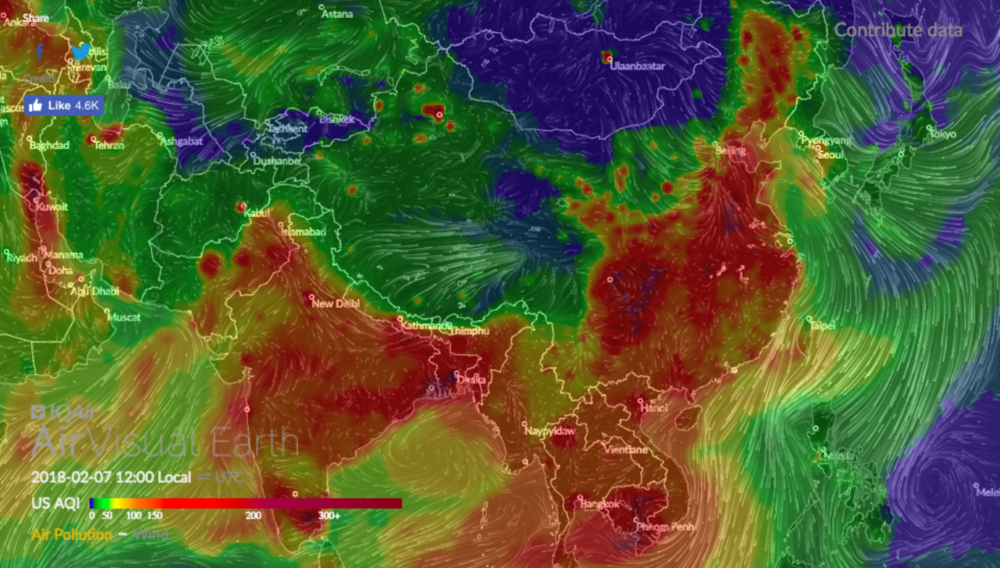 Share
Astana
Contribute data
Ulaanbaatar
Yerevan
Credits
Baku
Like 4.6K
Tashkent
Bishkek
Ashgabat
Dushanbe
Baghdad
Tehran
Beijing
Pyongyang
Seoul
Tokyo
Kuwait
Kabul
Islamabad
Riyadh
Manama
Doha
Abu Dhabi
Muscat
New Delhi
Kathmandu
Thimphu
Taipei
Dhaka
Hanoi
IQAir
AirVisual Earth
Naypyidaw
Vientiane
Manila
2018-02-07 12:00 Local ⇌ UTC
US AQI
0 50 100 150 200 300+
Bangkok
Phnom Penh
Air Pollution – Wind